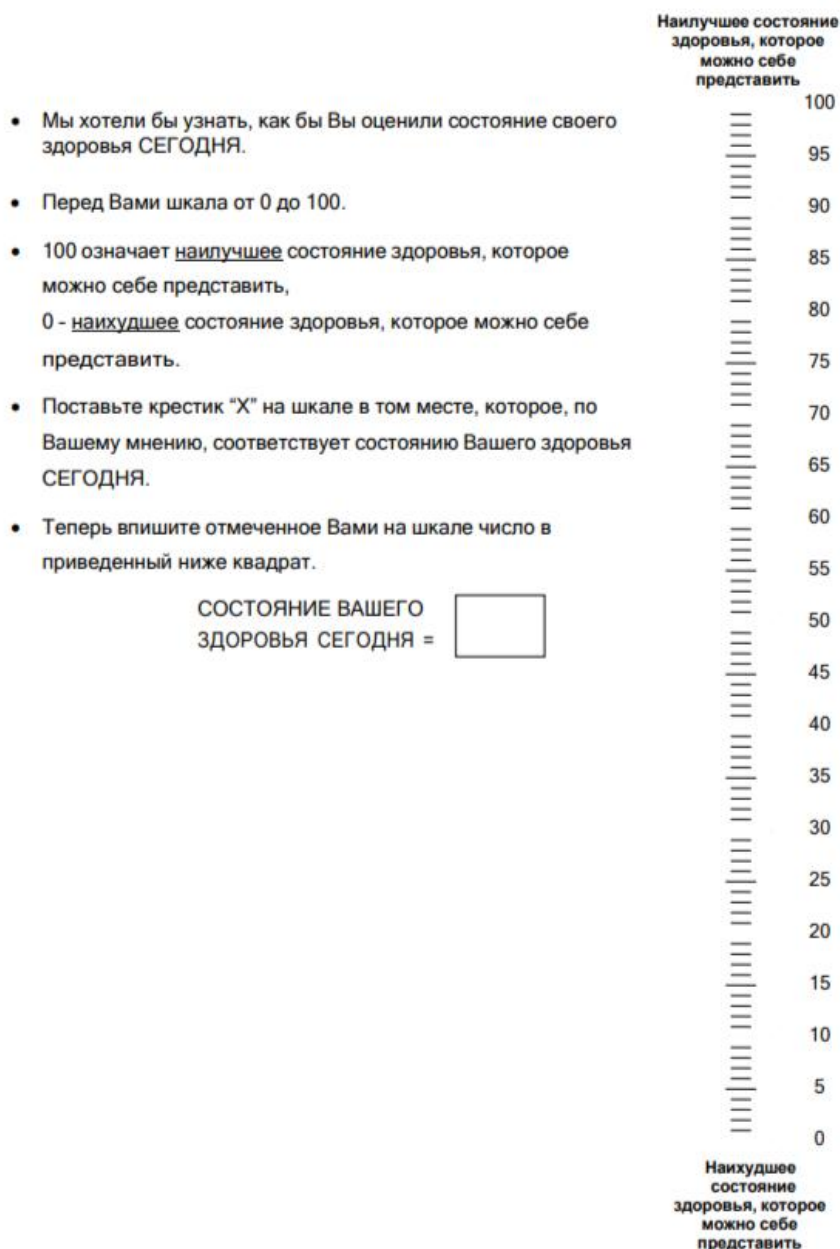 Наилучшее состояние
здоровья, которое
можно себе
представить
• Мы хотели бы узнать, как бы Вы оценили состояние своего
здоровья СЕГОДНЯ.
• Перед Вами шкала от 0 до 100.
• 100 означает наилучшее состояние здоровья, которое
можно себе представить,
0 - наихудшее состояние здоровья, которое можно себе
представить.
• Поставьте крестик “X” на шкале в том месте, которое, по
Вашему мнению, соответствует состоянию Вашего здоровья
СЕГОДНЯ.
• Теперь впишите отмеченное Вами на шкале число в
приведенный ниже квадрат.
СОСТОЯНИЕ ВАШЕГО
ЗДОРОВЬЯ СЕГОДНЯ =
100
95
90
85
80
75
70
65
60
55
50
45
40
35
30
25
20
15
10
5
0
Наихудшее
состояние
здоровья, которое
можно себе
представить